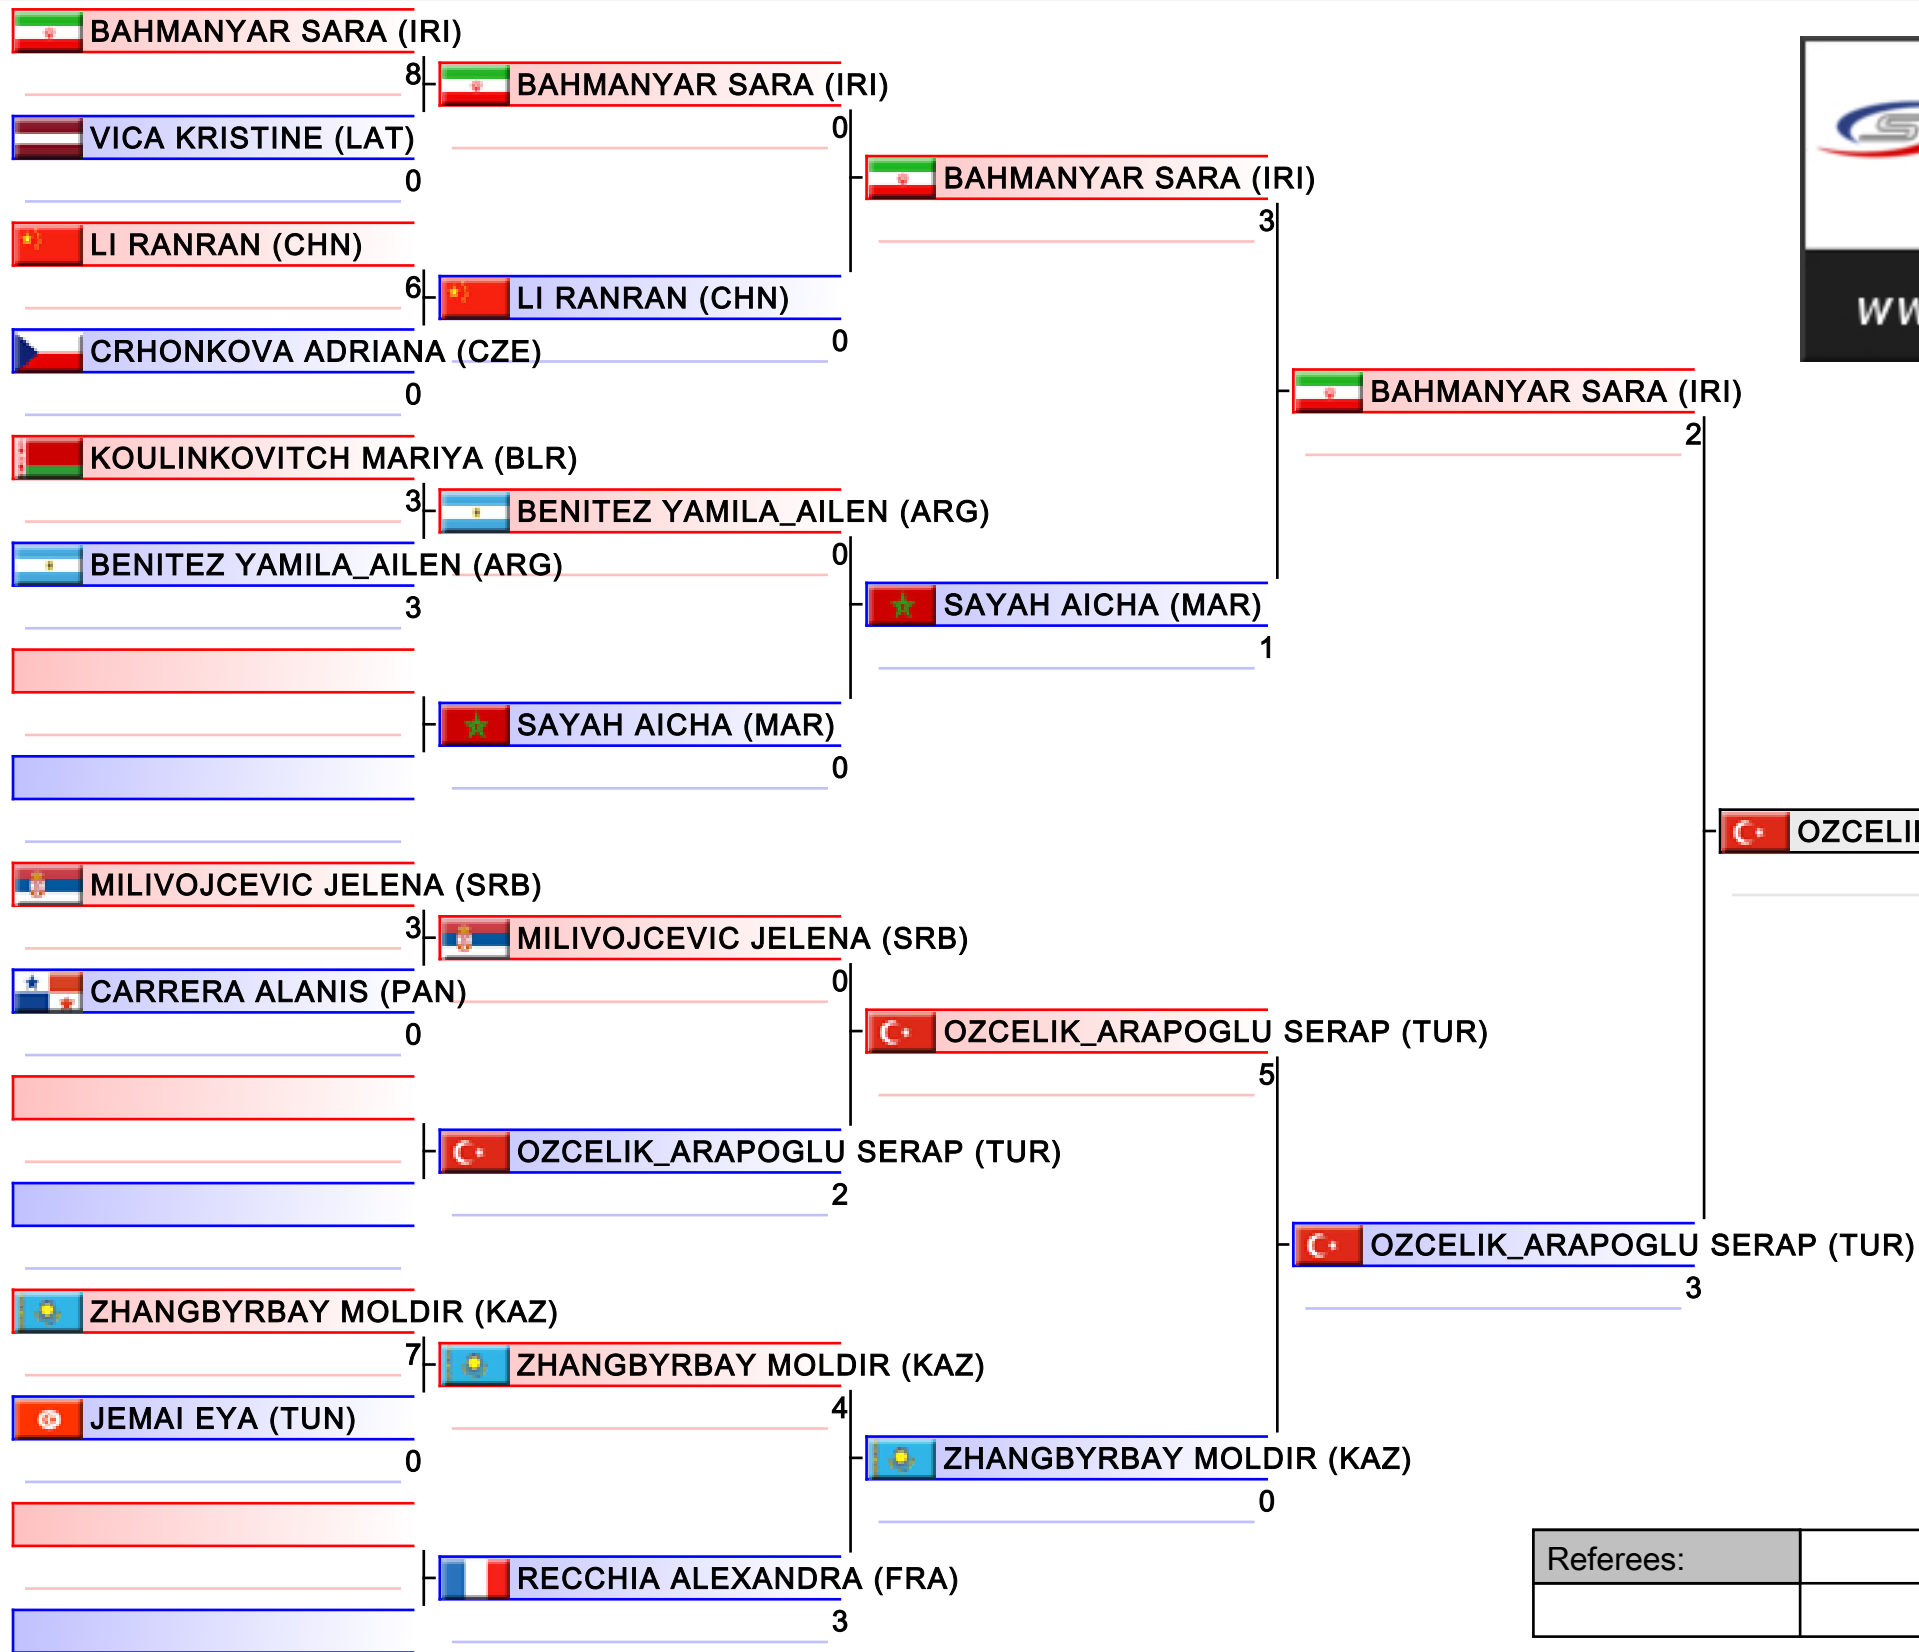 BAHMANYAR SARA (IRI)
8
BAHMANYAR SARA (IRI)
0
VICA KRISTINE (LAT)
0
BAHMANYAR SARA (IRI)
3
LI RANRAN (CHN)
6
LI RANRAN (CHN)
0
CRHONKOVA ADRIANA (CZE)
0
BAHMANYAR SARA (IRI)
2
KOULINKOVITCH MARIYA (BLR)
3
BENITEZ YAMILA_AILEN (ARG)
0
BENITEZ YAMILA_AILEN (ARG)
3
SAYAH AICHA (MAR)
1
SAYAH AICHA (MAR)
0
MILIVOJCEVIC JELENA (SRB)
3
MILIVOJCEVIC JELENA (SRB)
0
CARRERA ALANIS (PAN)
0
OZCELIK_ARAPOGLU SERAP (TUR)
5
OZCELIK_ARAPOGLU SERAP (TUR)
2
OZCELIK_ARAPOGLU SERAP (TUR)
3
ZHANGBYRBAY MOLDIR (KAZ)
7
ZHANGBYRBAY MOLDIR (KAZ)
4
JEMAI EYA (TUN)
0
ZHANGBYRBAY MOLDIR (KAZ)
0
RECCHIA ALEXANDRA (FRA)
3
Referees: